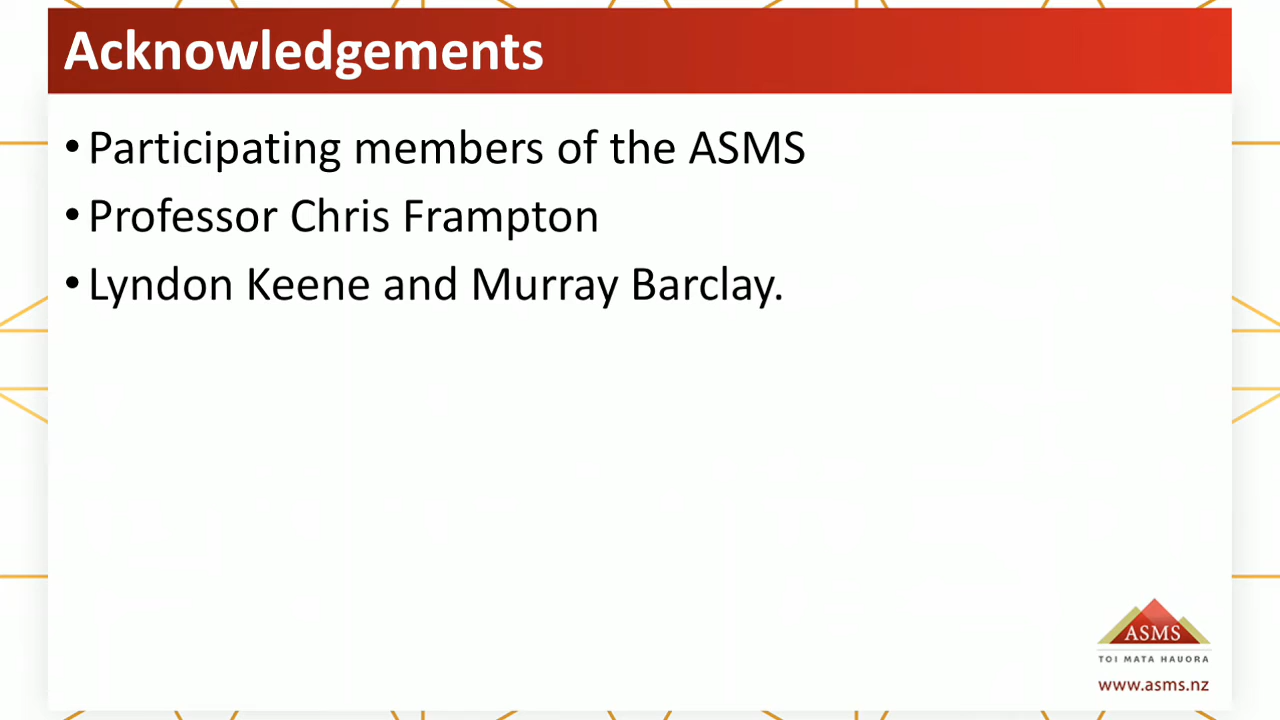 Acknowledgements
• Participating members of the ASMS
• Professor Chris Frampton
• Lyndon Keene and Murray Barclay.
ASMS
TOI MATA HAUORA
www.asms.nz